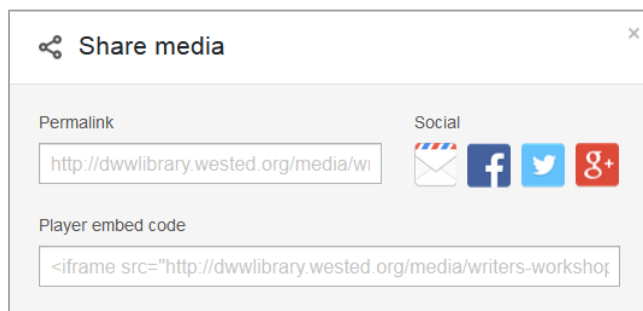 Share media
×
Permalink
Social
http://dwwlibrary.wested.org/media/w
g+
Player embed code
<iframe src="http://dwwlibrary.wested.org/media/writers-workshop